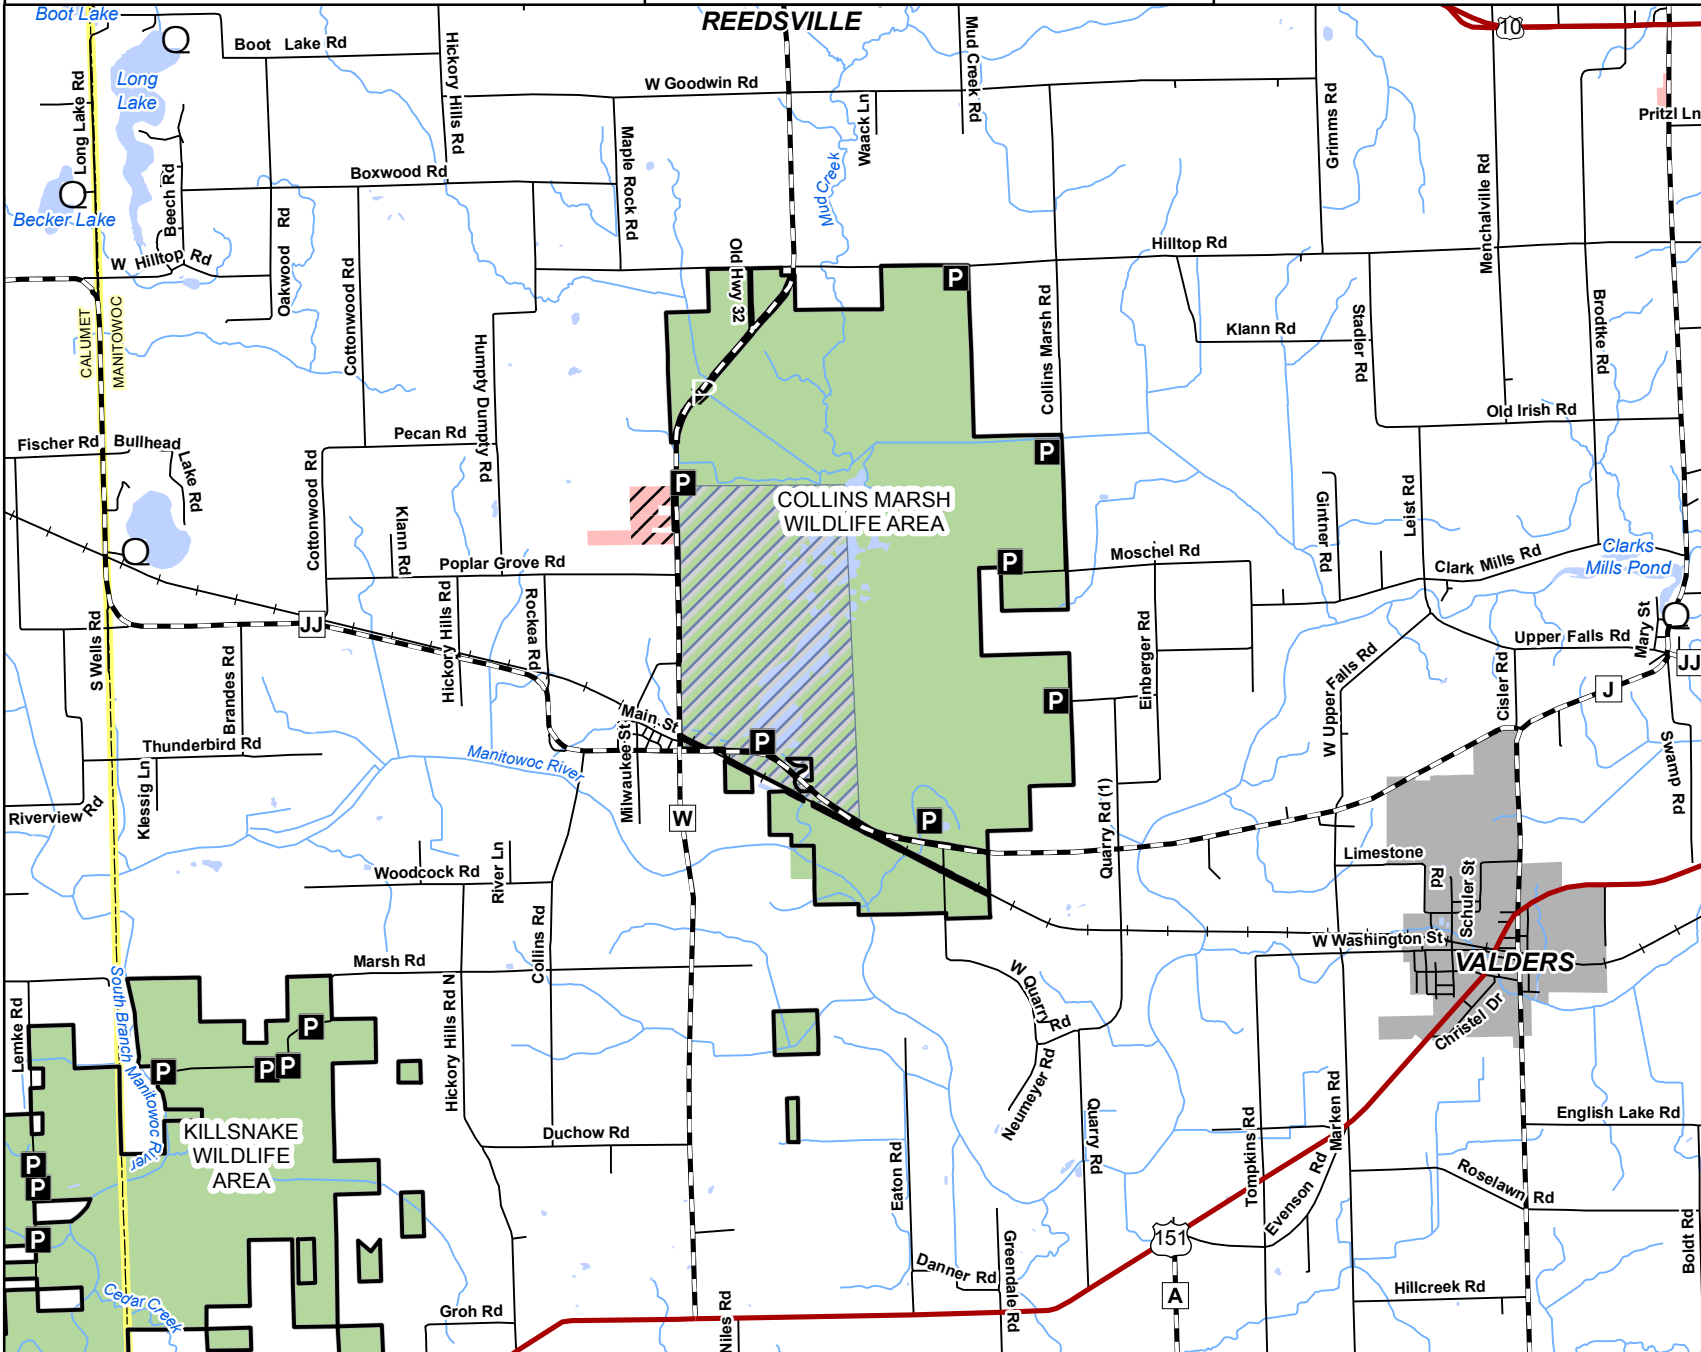 Boot Lake
REEDSVILLE
10
Boot Lake Rd
Hickory Hills Rd
Mud Creek Rd
Long Lake Rd
Long
Lake
W Goodwin Rd
Waack Ln
Grimms Rd
Pritzl Ln
Maple Rock Rd
Mud Creek
Boxwood Rd
Beech Rd
Becker Lake
Oakwood Rd
Menchalville Rd
W Hilltop Rd
Hilltop Rd
Old Hwy 32
P
Cottonwood Rd
Collins Marsh Rd
Stadler Rd
Brodtke Rd
CALUMET
MANITOWOC
Klann Rd
Humpty Dumpty Rd
P
Old Irish Rd
Pecan Rd
Fischer Rd
Bullhead
Lake Rd
P
P
Cottonwood Rd
Klann Rd
COLLINS MARSH
WILDLIFE AREA
Gintner Rd
Leist Rd
Clarks
Mills Pond
Moschel Rd
P
Poplar Grove Rd
Clark Mills Rd
JJ
Rockea Rd
Hickory Hills Rd
S Wells Rd
Brandes Rd
Einberger Rd
Upper Falls Rd
Mary St
JJ
W Upper Falls Rd
Cisler Rd
J
P
Main St
Milwaukee St
P
Thunderbird Rd
Manitowoc River
Klessig Ln
Swamp Rd
Riverview Rd
W
P
Quarry Rd (1)
Limestone
Rd
Schuler St
Woodcock Rd
River Ln
Collins Rd
W Washington St
VALDERS
Marsh Rd
W Quarry
Rd
Christel Dr
South Branch Manitowoc River
Lemke Rd
Hickory Hills Rd N
P
P
P
P
Neumeyer Rd
Quarry Rd
Marken Rd
Tompkins Rd
English Lake Rd
KILLSNAKE
WILDLIFE
AREA
Duchow Rd
Eaton Rd
P
P
P
Evenson Rd
Roselawn Rd
Boldt Rd
151
Greendale Rd
Danner Rd
A
Hillcreek Rd
Cedar Creek
Groh Rd
Niles Rd